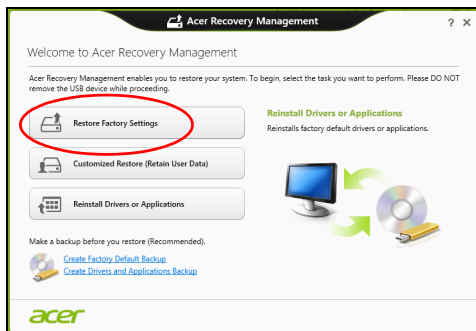 Acer Recovery Management
? X
Welcome to Acer Recovery Management
Acer Recovery Management enables you to restore your system. To begin, select the task you want to perform. Please DO NOT
remove the USB device while proceeding.
Restore Factory Settings
Customized Restore (Retain User Data)
Reinstall Drivers or Applications
Reinstall Drivers or Applications
Reinstalls factory default drivers or applications.
Make a backup before you restore (Recommended).
Create Factory Default Backup
Create Drivers and Applications Backup
acer